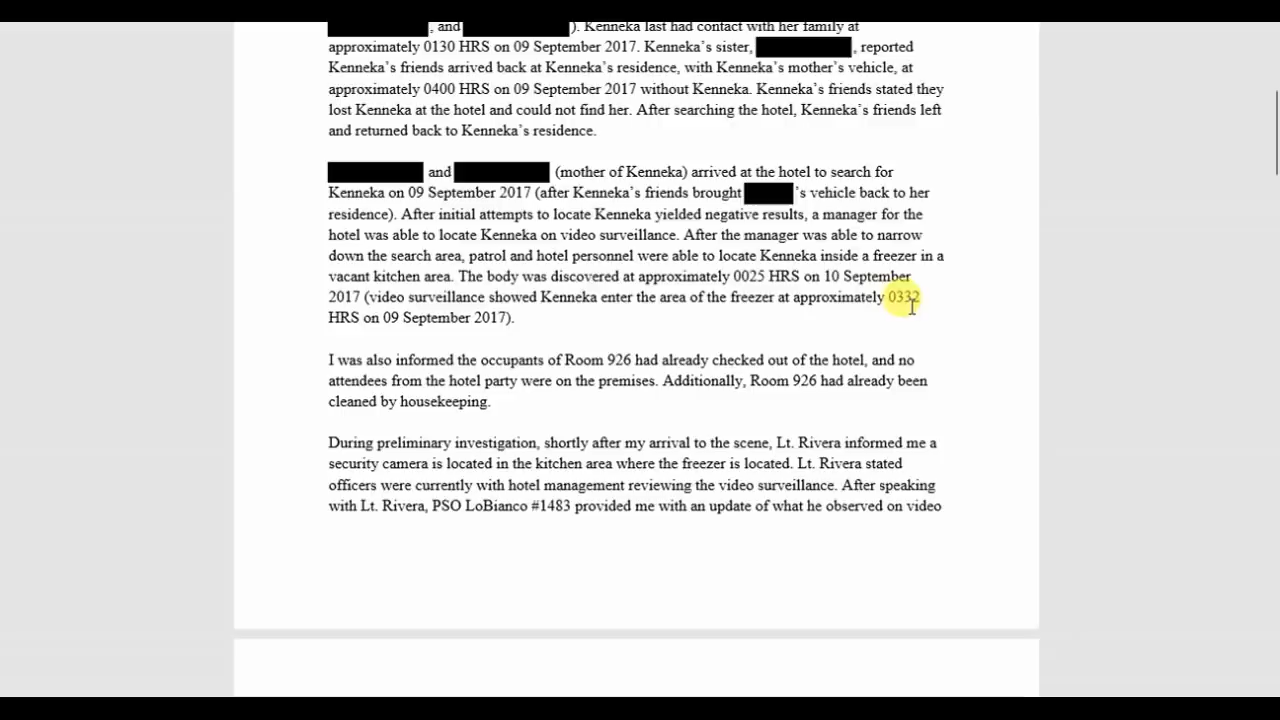 , and ). Kenneka last had contact with her family at
approximately 0130 HRS on 09 September 2017. Kenneka's sister, , reported
Kenneka's friends arrived back at Kenneka's residence, with Kenneka's mother's vehicle, at
approximately 0400 HRS on 09 September 2017 without Kenneka. Kenneka's friends stated they
lost Kenneka at the hotel and could not find her. After searching the hotel, Kenneka's friends left
and returned back to Kenneka's residence.
and (mother of Kenneka) arrived at the hotel to search for
Kenneka on 09 September 2017 (after Kenneka's friends brought 's vehicle back to her
residence). After initial attempts to locate Kenneka yielded negative results, a manager for the
hotel was able to locate Kenneka on video surveillance. After the manager was able to narrow
down the search area, patrol and hotel personnel were able to locate Kenneka inside a freezer in a
vacant kitchen area. The body was discovered at approximately 0025 HRS on 10 September
2017 (video surveillance showed Kenneka enter the area of the freezer at approximately 0332
HRS on 09 September 2017).
I was also informed the occupants of Room 926 had already checked out of the hotel, and no
attendees from the hotel party were on the premises. Additionally, Room 926 had already been
cleaned by housekeeping.
During preliminary investigation, shortly after my arrival to the scene, Lt. Rivera informed me a
security camera is located in the kitchen area where the freezer is located. Lt. Rivera stated
officers were currently with hotel management reviewing the video surveillance. After speaking
with Lt. Rivera, PSO LoBianco #1483 provided me with an update of what he observed on video